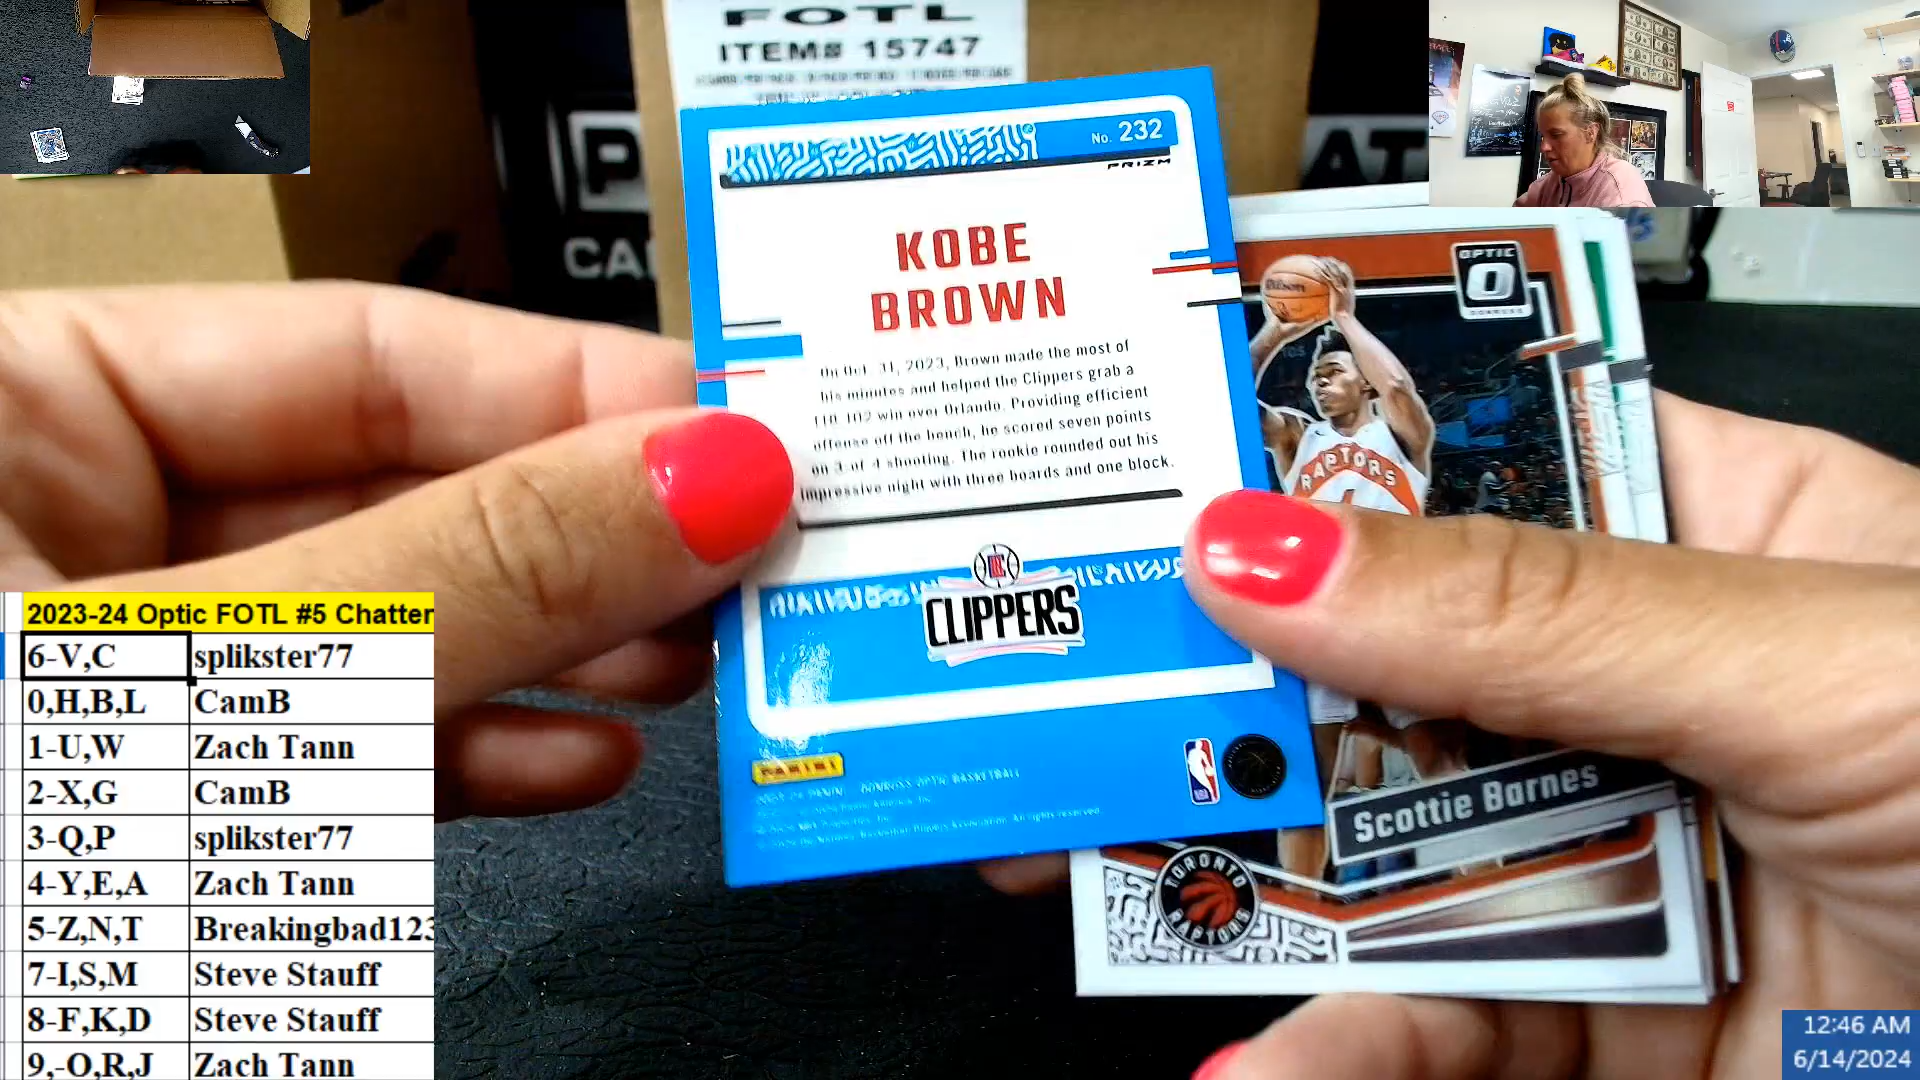 FOTL
ITEM# 15747
No. 232
PRIZM
KOBE
BROWN
On Oct. 31, 2023, Brown made the most of
his minutes and helped the Clippers grab a
110-102 win over Orlando. Providing efficient
offense off the bench, he scored seven points
on 3 of 4 shooting. The rookie rounded out his
impressive night with three boards and one block.
CLIPPERS
PANINI
NBA
OPTIC
DONRUSS
Wilson
RAPTORS
Scottie Barnes
TORONTO
RAPTORS
2023-24 Optic FOTL #5 Chatter
6-V,C splikster77
0,H,B,L CamB
1-U,W Zach Tann
2-X,G CamB
3-Q,P splikster77
4-Y,E,A Zach Tann
5-Z,N,T Breakingbad123
7-I,S,M Steve Stauff
8-F,K,D Steve Stauff
9,-O,R,J Zach Tann
12:46 AM
6/14/2024